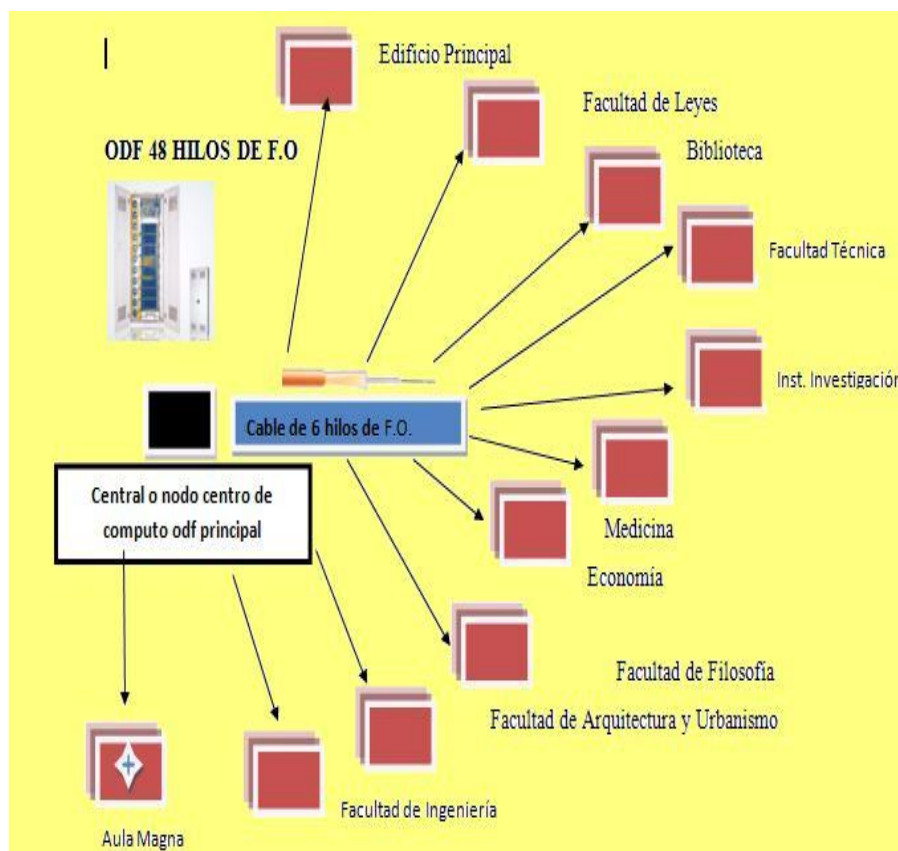 Edificio Principal
Facultad de Leyes
ODF 48 HILOS DE F.O
Biblioteca
Facultad Técnica
Inst. Investigación
Cable de 6 hilos de F.O.
Central o nodo centro de
computo odf principal
Medicina
Economía
Facultad de Filosofía
Facultad de Arquitectura y Urbanismo
Facultad de Ingeniería
Aula Magna